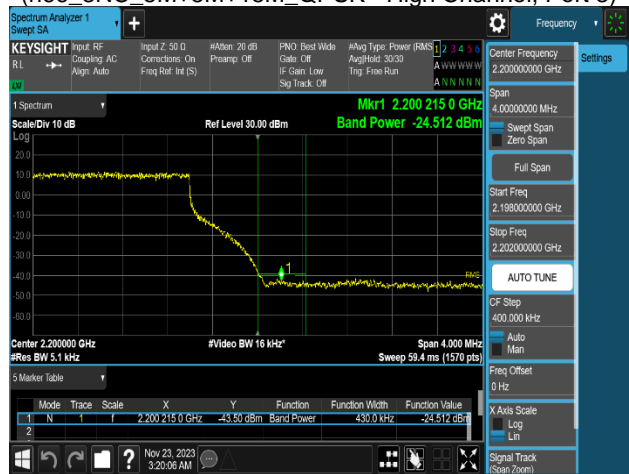 Spectrum Analyzer 1
Swept SA
Frequency
KEYSIGHT
RL
Input: RF
Coupling: AC
Align: Auto
Input Z: 50 Ω
Corrections: On
Freq Ref: Int (S)
#Atten: 20 dB
Preamp: Off
PNO: Best Wide
Gate: Off
IF Gain: Low
Sig Track: Off
#Avg Type: Power (RMS
Avg|Hold: 30/30
Trig: Free Run
1 2 3 4 5 6
A W W W W W
A N N N N N
Center Frequency
2.200000000 GHz
Settings
1 Spectrum
Scale/Div 10 dB
Log
Ref Level 30.00 dBm
Mkr1 2.200 215 0 GHz
Band Power -24.512 dBm
Span
4.00000000 MHz
Swept Span
Zero Span
Full Span
Start Freq
2.198000000 GHz
Stop Freq
2.202000000 GHz
AUTO TUNE
CF Step
400.000 kHz
Auto
Man
Freq Offset
0 Hz
X Axis Scale
Log
Lin
Signal Track
(Span Zoom)
20.0
10.0
0.00
-10.0
-20.0
-30.0
-40.0
-50.0
-60.0
1
RMS
Center 2.200000 GHz
#Res BW 5.1 kHz
#Video BW 16 kHz*
Span 4.000 MHz
Sweep 59.4 ms (1570 pts)
5 Marker Table
Mode Trace Scale X Y Function Function Width Function Value
1 N 1 f 2.200 215 0 GHz -43.50 dBm Band Power 430.0 kHz -24.512 dBm
2
Nov 23, 2023
3:20:06 AM